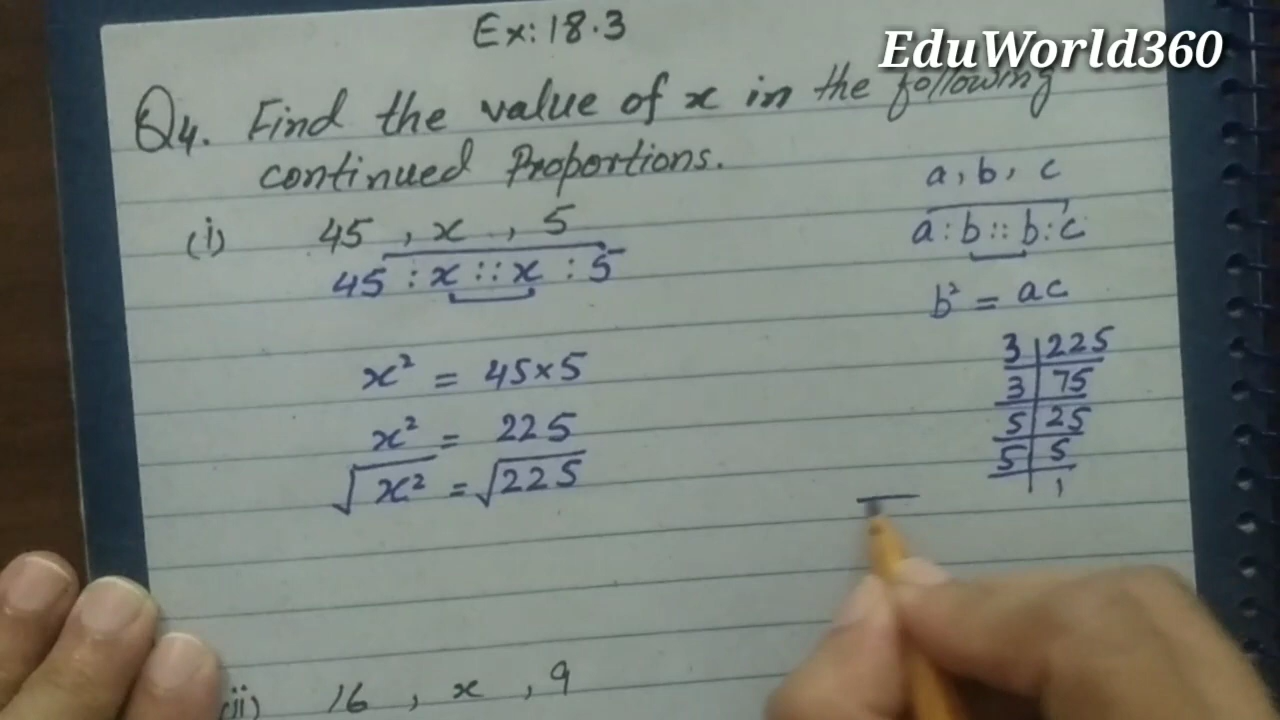 Ex: 18.3
EduWorld360
Q4. Find the value of x in the following
continued Proportions.
(i) 45 , x , 5
45 : x :: x : 5
x² = 45×5
x² = 225
√x² = √225
a, b, c
a : b :: b : c
b² = ac
3 | 225
3 | 75
5 | 25
5 | 5
1
(ii) 16 , x , 9